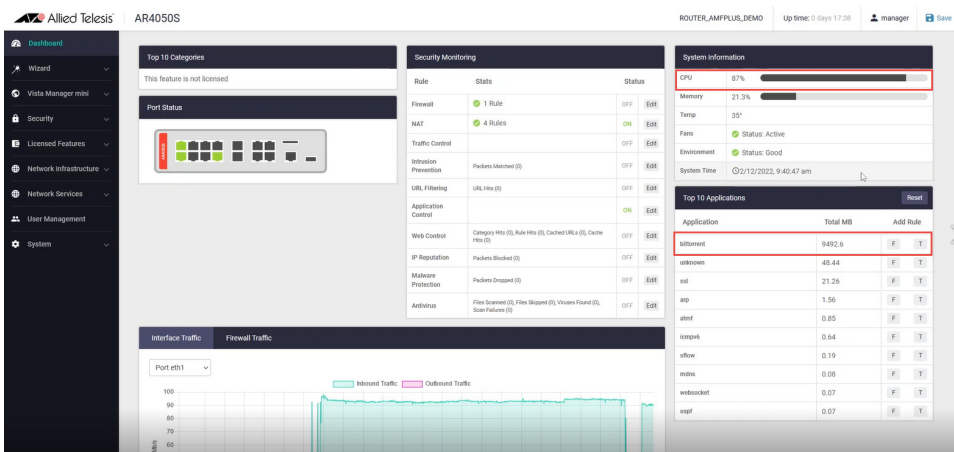 Allied Telesis
AR4050S
ROUTER_AMFPLUS_DEMO
Up time: 0 days 17:38
manager
Save
Dashboard
Wizard
Vista Manager mini
Security
Licensed Features
Network Infrastructure
Network Services
User Management
System
Top 10 Categories
This feature is not licensed
Port Status
Security Monitoring
Rule Stats Status
Firewall 1 Rule OFF Edit
NAT 4 Rules ON Edit
Traffic Control OFF Edit
Intrusion Prevention Packets Matched (0) OFF Edit
URL Filtering URL Hits (0) OFF Edit
Application Control ON Edit
Web Control Category Hits (0), Rule Hits (0), Cached URLs (0), Cache Hits (0) OFF Edit
IP Reputation Packets Blocked (0) OFF Edit
Malware Protection Packets Dropped (0) OFF Edit
Antivirus Files Scanned (0), Files Skipped (0), Viruses Found (0), Scan Failures (0) OFF Edit
System Information
CPU 87%
Memory 21.3%
Temp 35°
Fans Status: Active
Environment Status: Good
System Time 2/12/2022, 9:40:47 am
Top 10 Applications Reset
Application Total MB Add Rule
bittorrent 9492.6 F T
unknown 48.44 F T
ssl 21.26 F T
arp 1.56 F T
atmf 0.85 F T
icmpv6 0.64 F T
sflow 0.19 F T
mdns 0.08 F T
websocket 0.07 F T
ospf 0.07 F T
Interface Traffic Firewall Traffic
Port eth1
Inbound Traffic Outbound Traffic
100
90
80
70
60
Mb/s